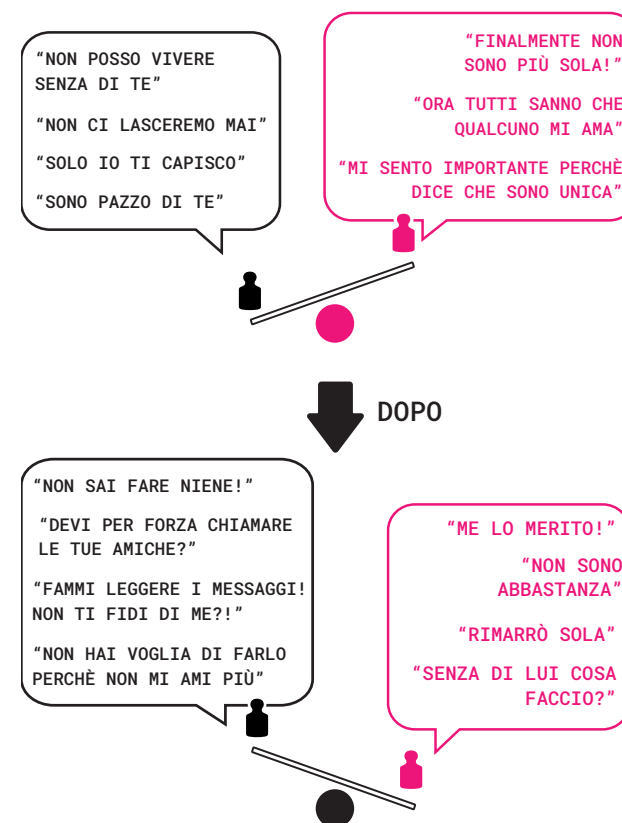 “NON POSSO VIVERE
SENZA DI TE”
“NON CI LASCEREMO MAI”
“SOLO IO TI CAPISCO”
“SONO PAZZO DI TE”
“FINALMENTE NON
SONO PIÙ SOLA!”
“ORA TUTTI SANNO CHE
QUALCUNO MI AMA”
“MI SENTO IMPORTANTE PERCHÈ
DICE CHE SONO UNICA”
DOPO
“NON SAI FARE NIENE!”
“DEVI PER FORZA CHIAMARE
LE TUE AMICHE?”
“FAMMI LEGGERE I MESSAGGI!
NON TI FIDI DI ME?!”
“NON HAI VOGLIA DI FARLO
PERCHÈ NON MI AMI PIÙ”
“ME LO MERITO!”
“NON SONO
ABBASTANZA”
“RIMARRÒ SOLA”
“SENZA DI LUI COSA
FACCIO?”